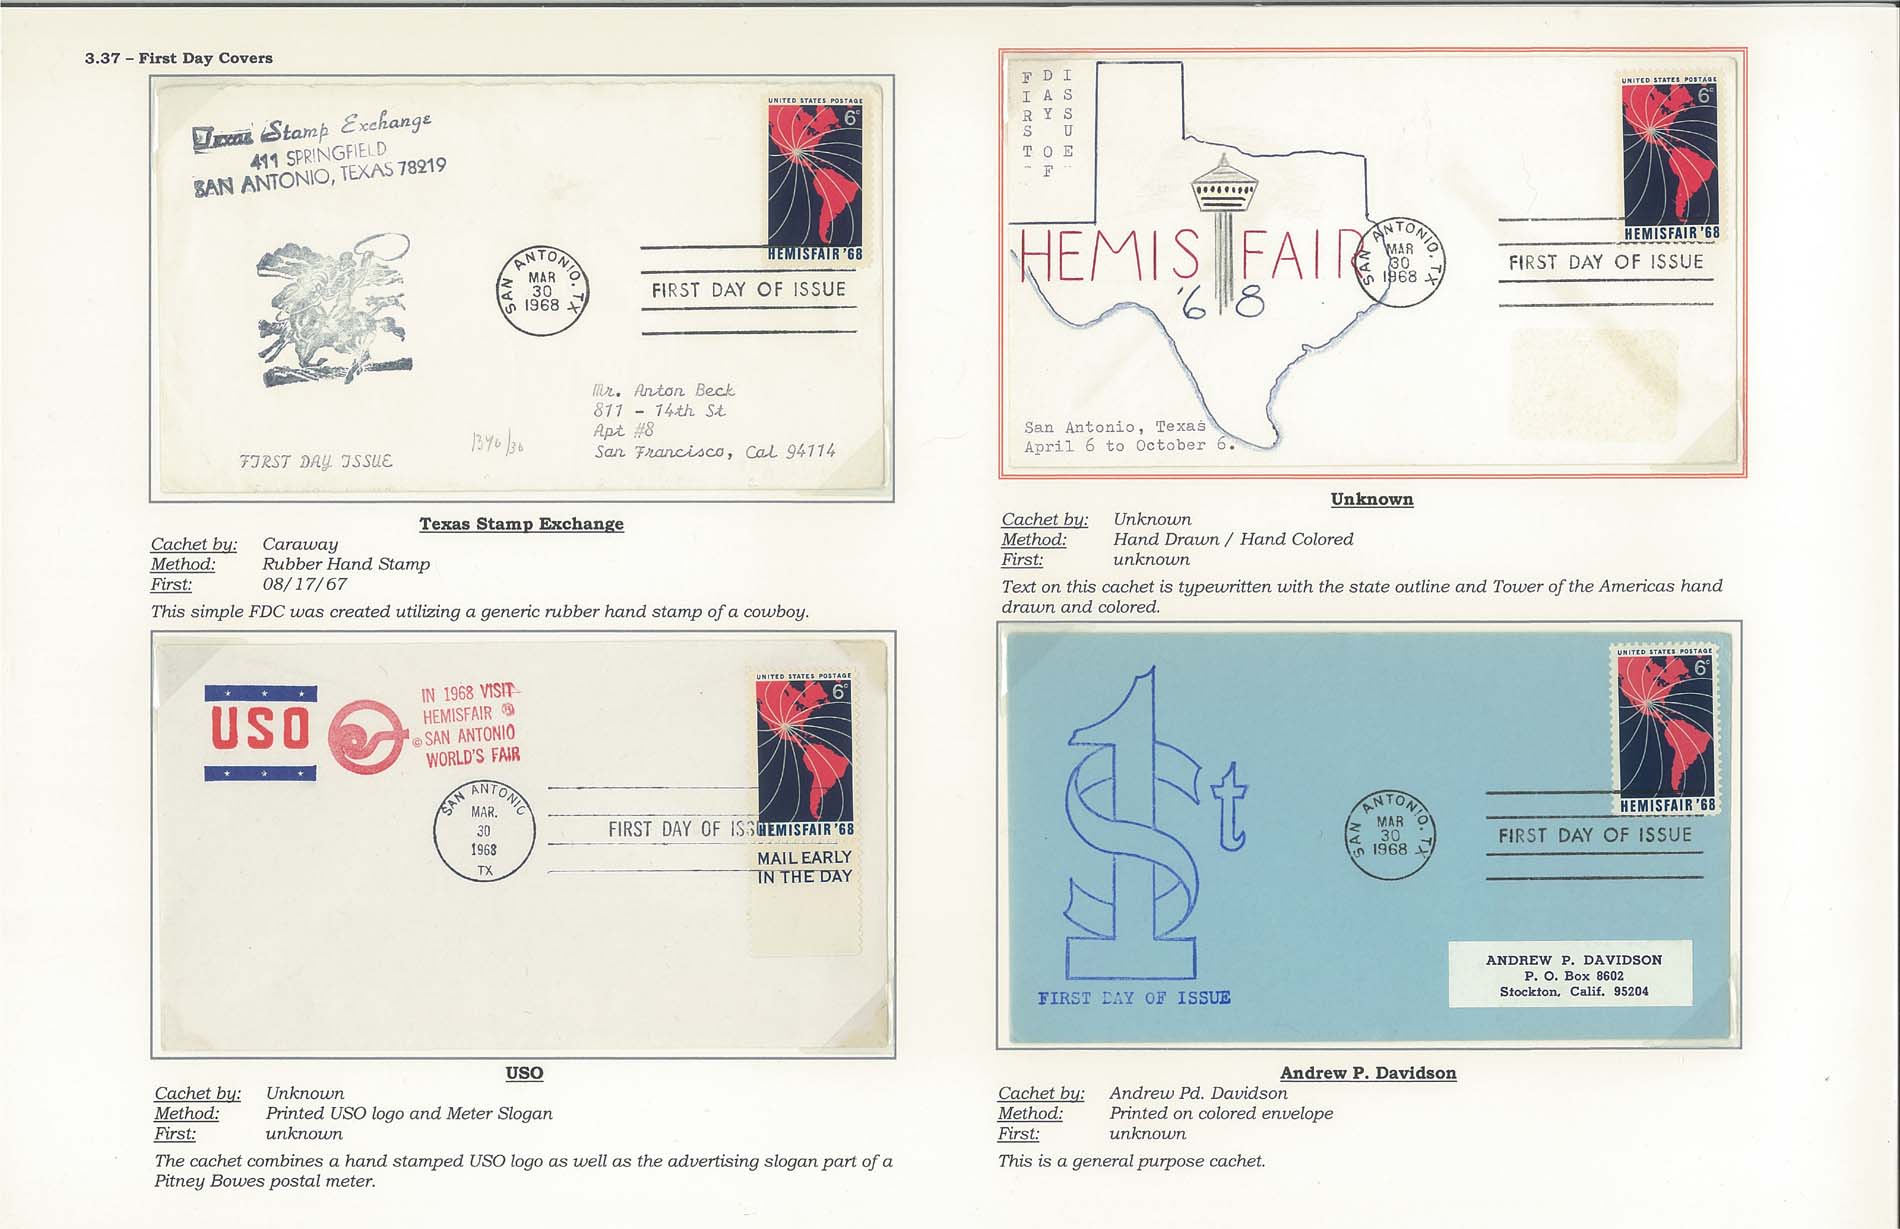 3.37 – First Day Covers
Texas Stamp Exchange
411 SPRINGFIELD
SAN ANTONIO, TEXAS 78219
UNITED STATES POSTAGE
6c
HEMISFAIR '68
SAN ANTONIO, TX
MAR
30
1968
FIRST DAY OF ISSUE
Mr. Anton Beck
811 - 14th St
Apt #8
San Francisco, Cal 94114
FIRST DAY ISSUE
Texas Stamp Exchange
Cachet by: Caraway
Method: Rubber Hand Stamp
First: 08/17/67
This simple FDC was created utilizing a generic rubber hand stamp of a cowboy.
FIRST DAY OF ISSUE
UNITED STATES POSTAGE
6c
HEMISFAIR '68
HEMISFAIR
'68
SAN ANTONIO, TX
MAR
30
1968
FIRST DAY OF ISSUE
San Antonio, Texas
April 6 to October 6.
Unknown
Cachet by: Unknown
Method: Hand Drawn / Hand Colored
First: unknown
Text on this cachet is typewritten with the state outline and Tower of the Americas hand
drawn and colored.
USO
IN 1968 VISIT
HEMISFAIR ®
© SAN ANTONIO
WORLD'S FAIR
UNITED STATES POSTAGE
6c
HEMISFAIR '68
MAIL EARLY
IN THE DAY
SAN ANTONIO
MAR.
30
1968
TX
FIRST DAY OF ISSU
USO
Cachet by: Unknown
Method: Printed USO logo and Meter Slogan
First: unknown
The cachet combines a hand stamped USO logo as well as the advertising slogan part of a
Pitney Bowes postal meter.
1St
FIRST DAY OF ISSUE
UNITED STATES POSTAGE
6c
HEMISFAIR '68
SAN ANTONIO, TX
MAR
30
1968
FIRST DAY OF ISSUE
ANDREW P. DAVIDSON
P. O. Box 8602
Stockton, Calif. 95204
Andrew P. Davidson
Cachet by: Andrew Pd. Davidson
Method: Printed on colored envelope
First: unknown
This is a general purpose cachet.